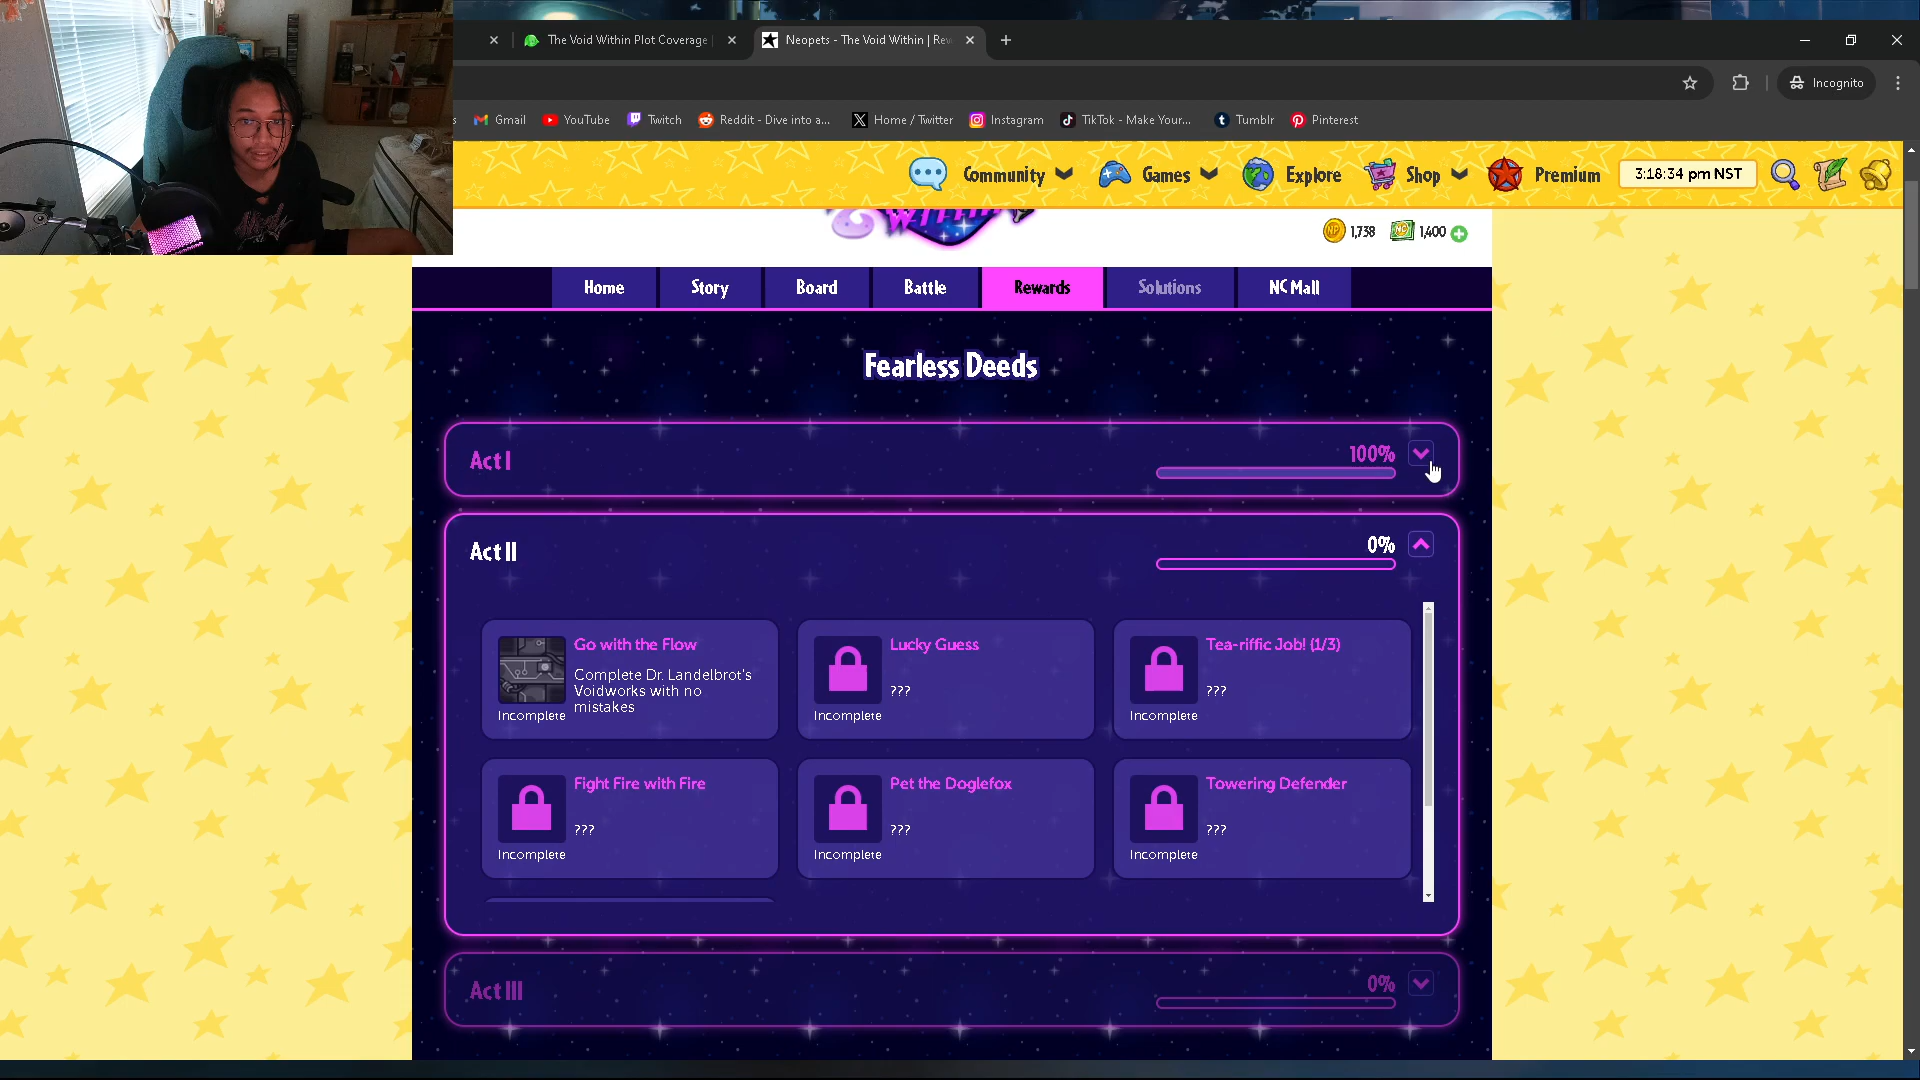 The Void Within Plot Coverage
Neopets - The Void Within | Rew
Incognito
s
Gmail
YouTube
Twitch
Reddit - Dive into a...
Home / Twitter
Instagram
TikTok - Make Your...
Tumblr
Pinterest
Community
Games
Explore
Shop
Premium
3:18:34 pm NST
WITHIN
NP
1,738
NC
1,400
Home
Story
Board
Battle
Rewards
Solutions
NC Mall
Fearless Deeds
Act I
100%
Act II
0%
Go with the Flow
Complete Dr. Landelbrot's
Voidworks with no
mistakes
Incomplete
Lucky Guess
???
Incomplete
Tea-riffic Job! (1/3)
???
Incomplete
Fight Fire with Fire
???
Incomplete
Pet the Doglefox
???
Incomplete
Towering Defender
???
Incomplete
Act III
0%